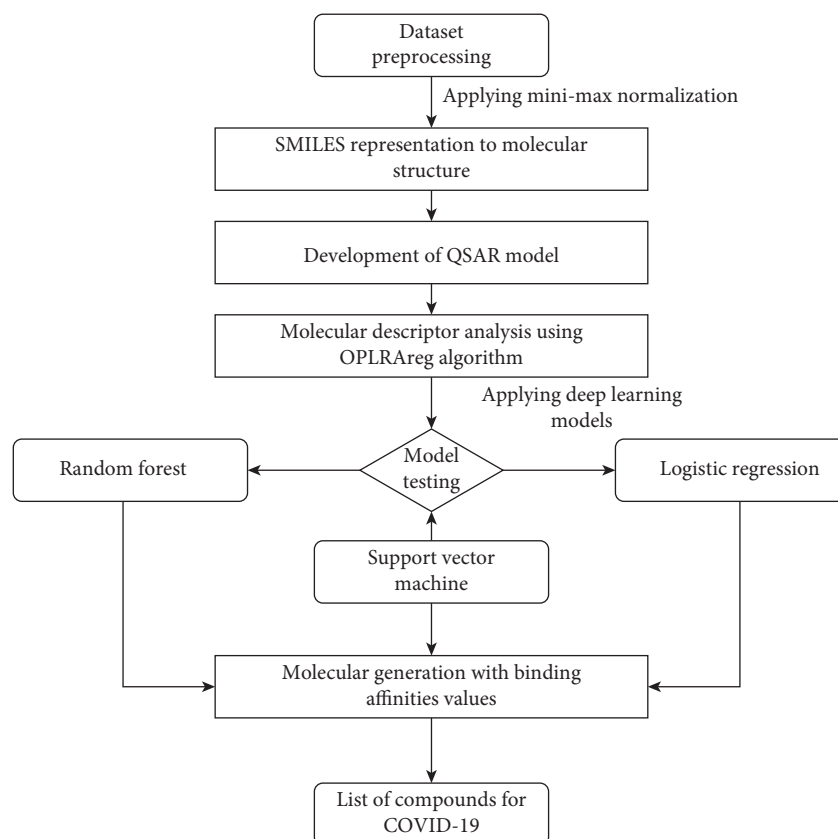 Dataset
preprocessing
Applying mini-max normalization
SMILES representation to molecular
structure
Development of QSAR model
Molecular descriptor analysis using
OPLRAreg algorithm
Applying deep learning
models
Random forest
Model
testing
Logistic regression
Support vector
machine
Molecular generation with binding
affinities values
List of compounds for
COVID-19